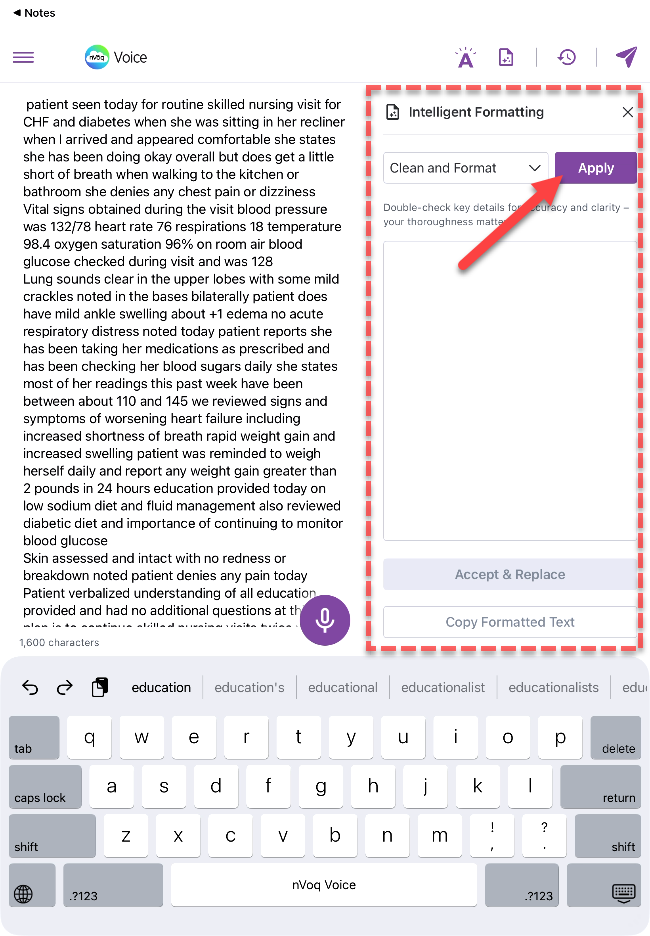 Notes
nVoq Voice
patient seen today for routine skilled nursing visit for
CHF and diabetes when she was sitting in her recliner
when I arrived and appeared comfortable she states
she has been doing okay overall but does get a little
short of breath when walking to the kitchen or
bathroom she denies any chest pain or dizziness
Vital signs obtained during the visit blood pressure
was 132/78 heart rate 76 respirations 18 temperature
98.4 oxygen saturation 96% on room air blood
glucose checked during visit and was 128
Lung sounds clear in the upper lobes with some mild
crackles noted in the bases bilaterally patient does
have mild ankle swelling about +1 edema no acute
respiratory distress noted today patient reports she
has been taking her medications as prescribed and
has been checking her blood sugars daily she states
most of her readings this past week have been
between about 110 and 145 we reviewed signs and
symptoms of worsening heart failure including
increased shortness of breath rapid weight gain and
increased swelling patient was reminded to weigh
herself daily and report any weight gain greater than
2 pounds in 24 hours education provided today on
low sodium diet and fluid management also reviewed
diabetic diet and importance of continuing to monitor
blood glucose
Skin assessed and intact with no redness or
breakdown noted patient denies any pain today
Patient verbalized understanding of all education
provided and had no additional questions at
plan is to continue skilled nursing visits twice
1,600 characters
Intelligent Formatting
Clean and Format
Apply
Double-check key details for accuracy and clarity –
your thoroughness
Accept & Replace
Copy Formatted Text
education education's educational educationalist educationalists
tab q w e r t y u i o p delete
caps lock a s d f g h j k l return
shift z x c v b n m ! , ? . shift
.?123 nVoq Voice .?123